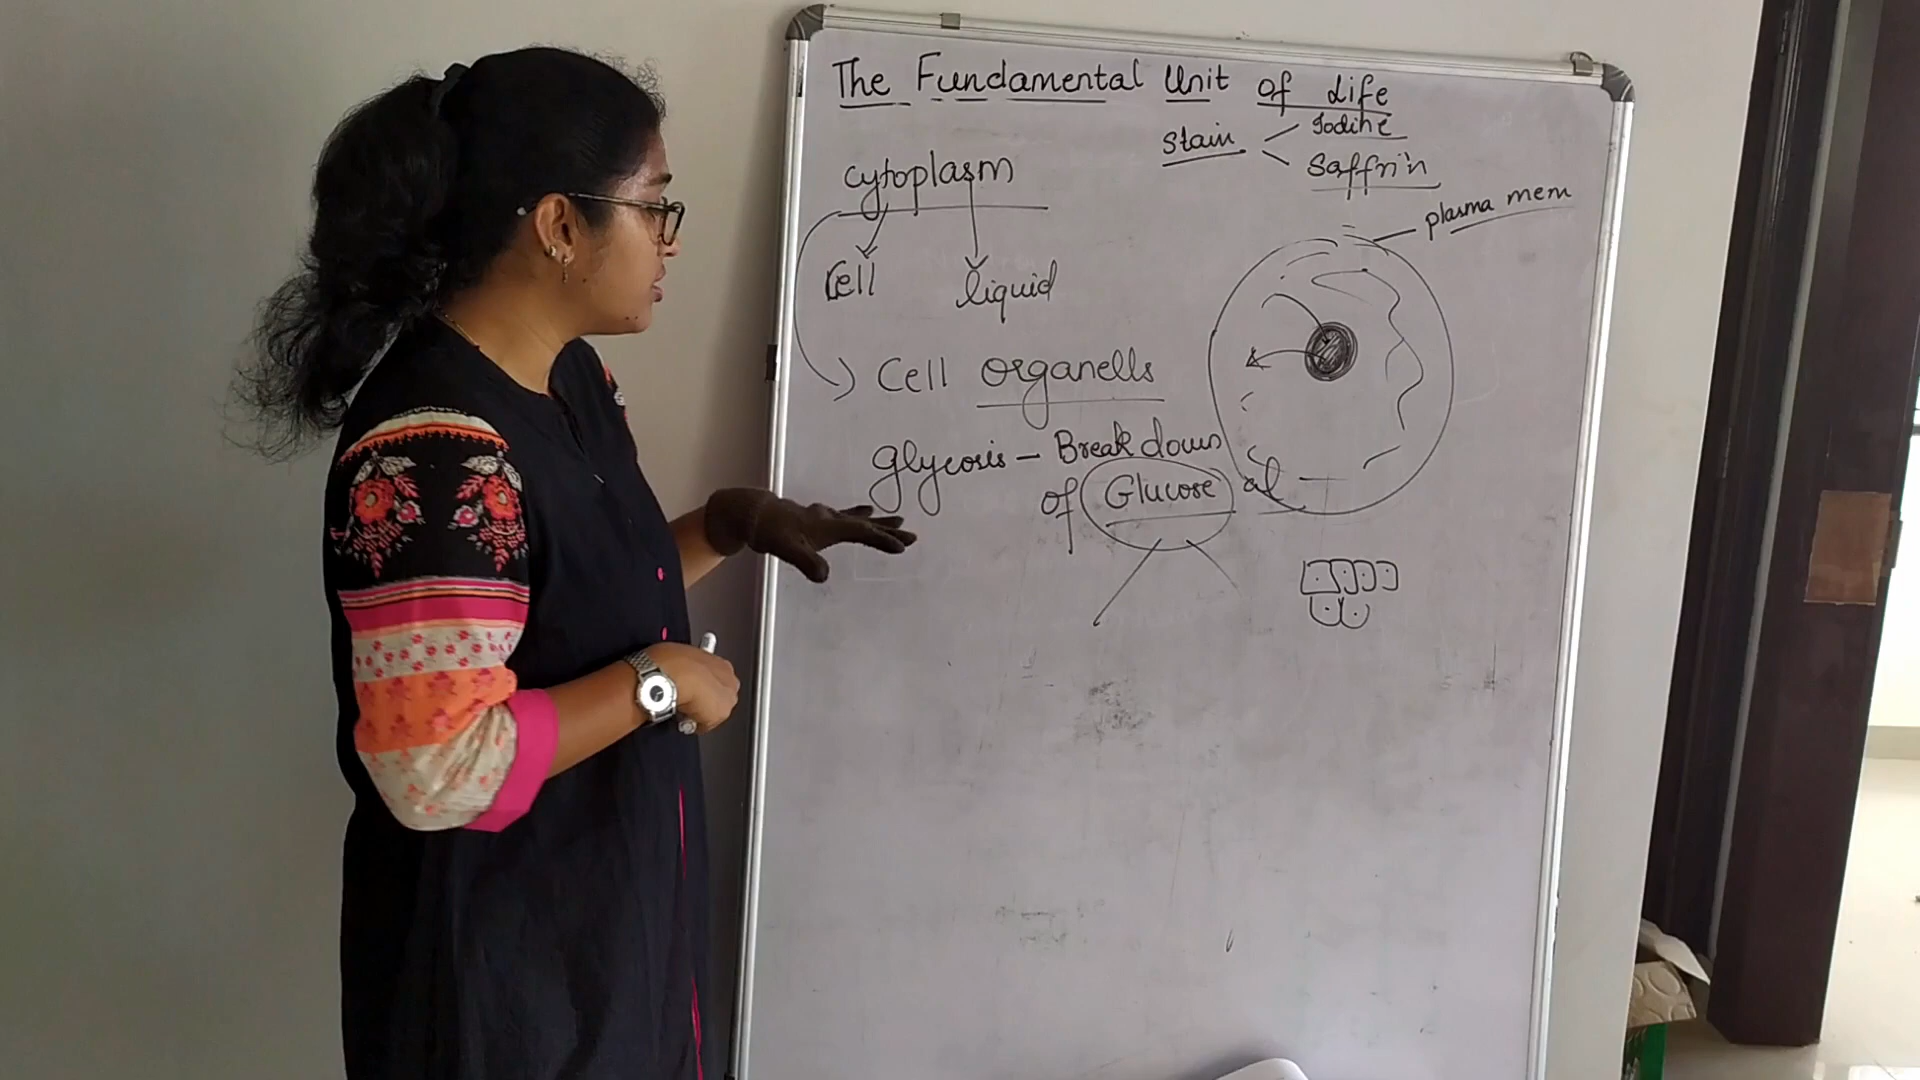 The Fundamental Unit of Life
Stain Iodine
Saffrin
cytoplasm
plasma mem
Cell liquid
Cell organells
glycosis - Break down
of Glucose